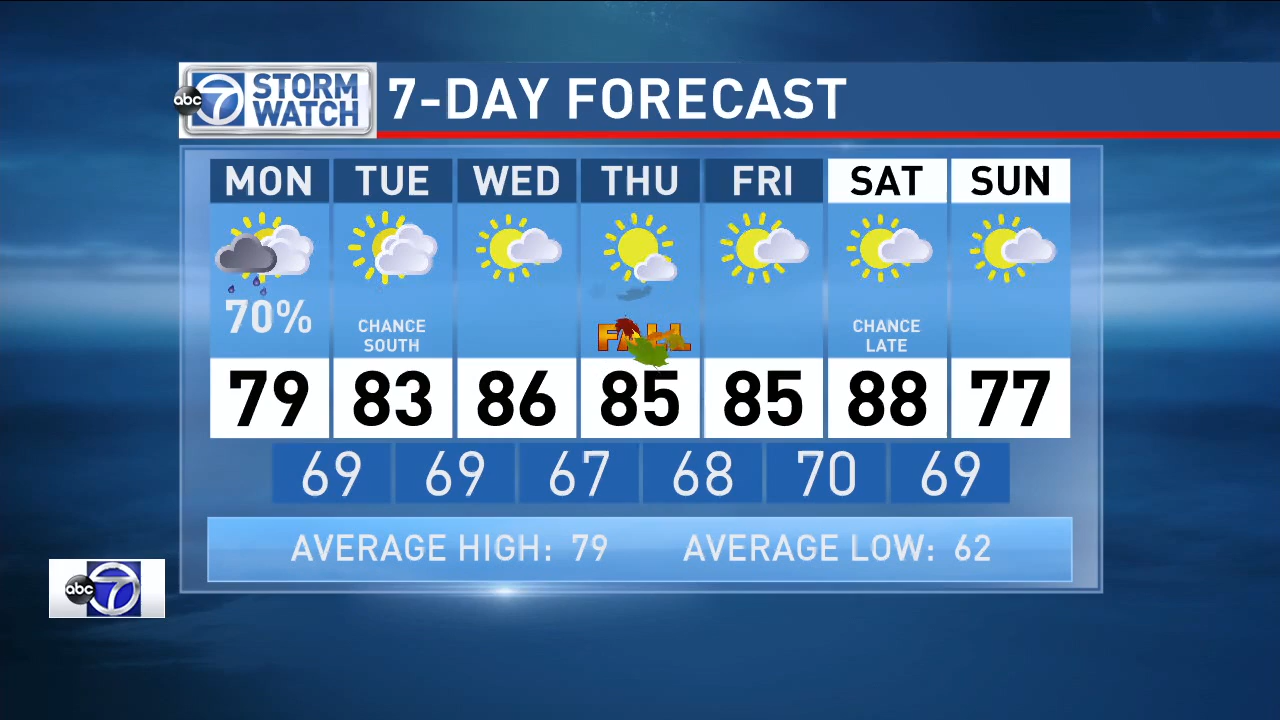 abc 7 STORM WATCH
7-DAY FORECAST
MON TUE WED THU FRI SAT SUN
70%
CHANCE SOUTH
FALL
CHANCE LATE
79 83 86 85 85 88 77
69 69 67 68 70 69
AVERAGE HIGH: 79 AVERAGE LOW: 62
abc 7